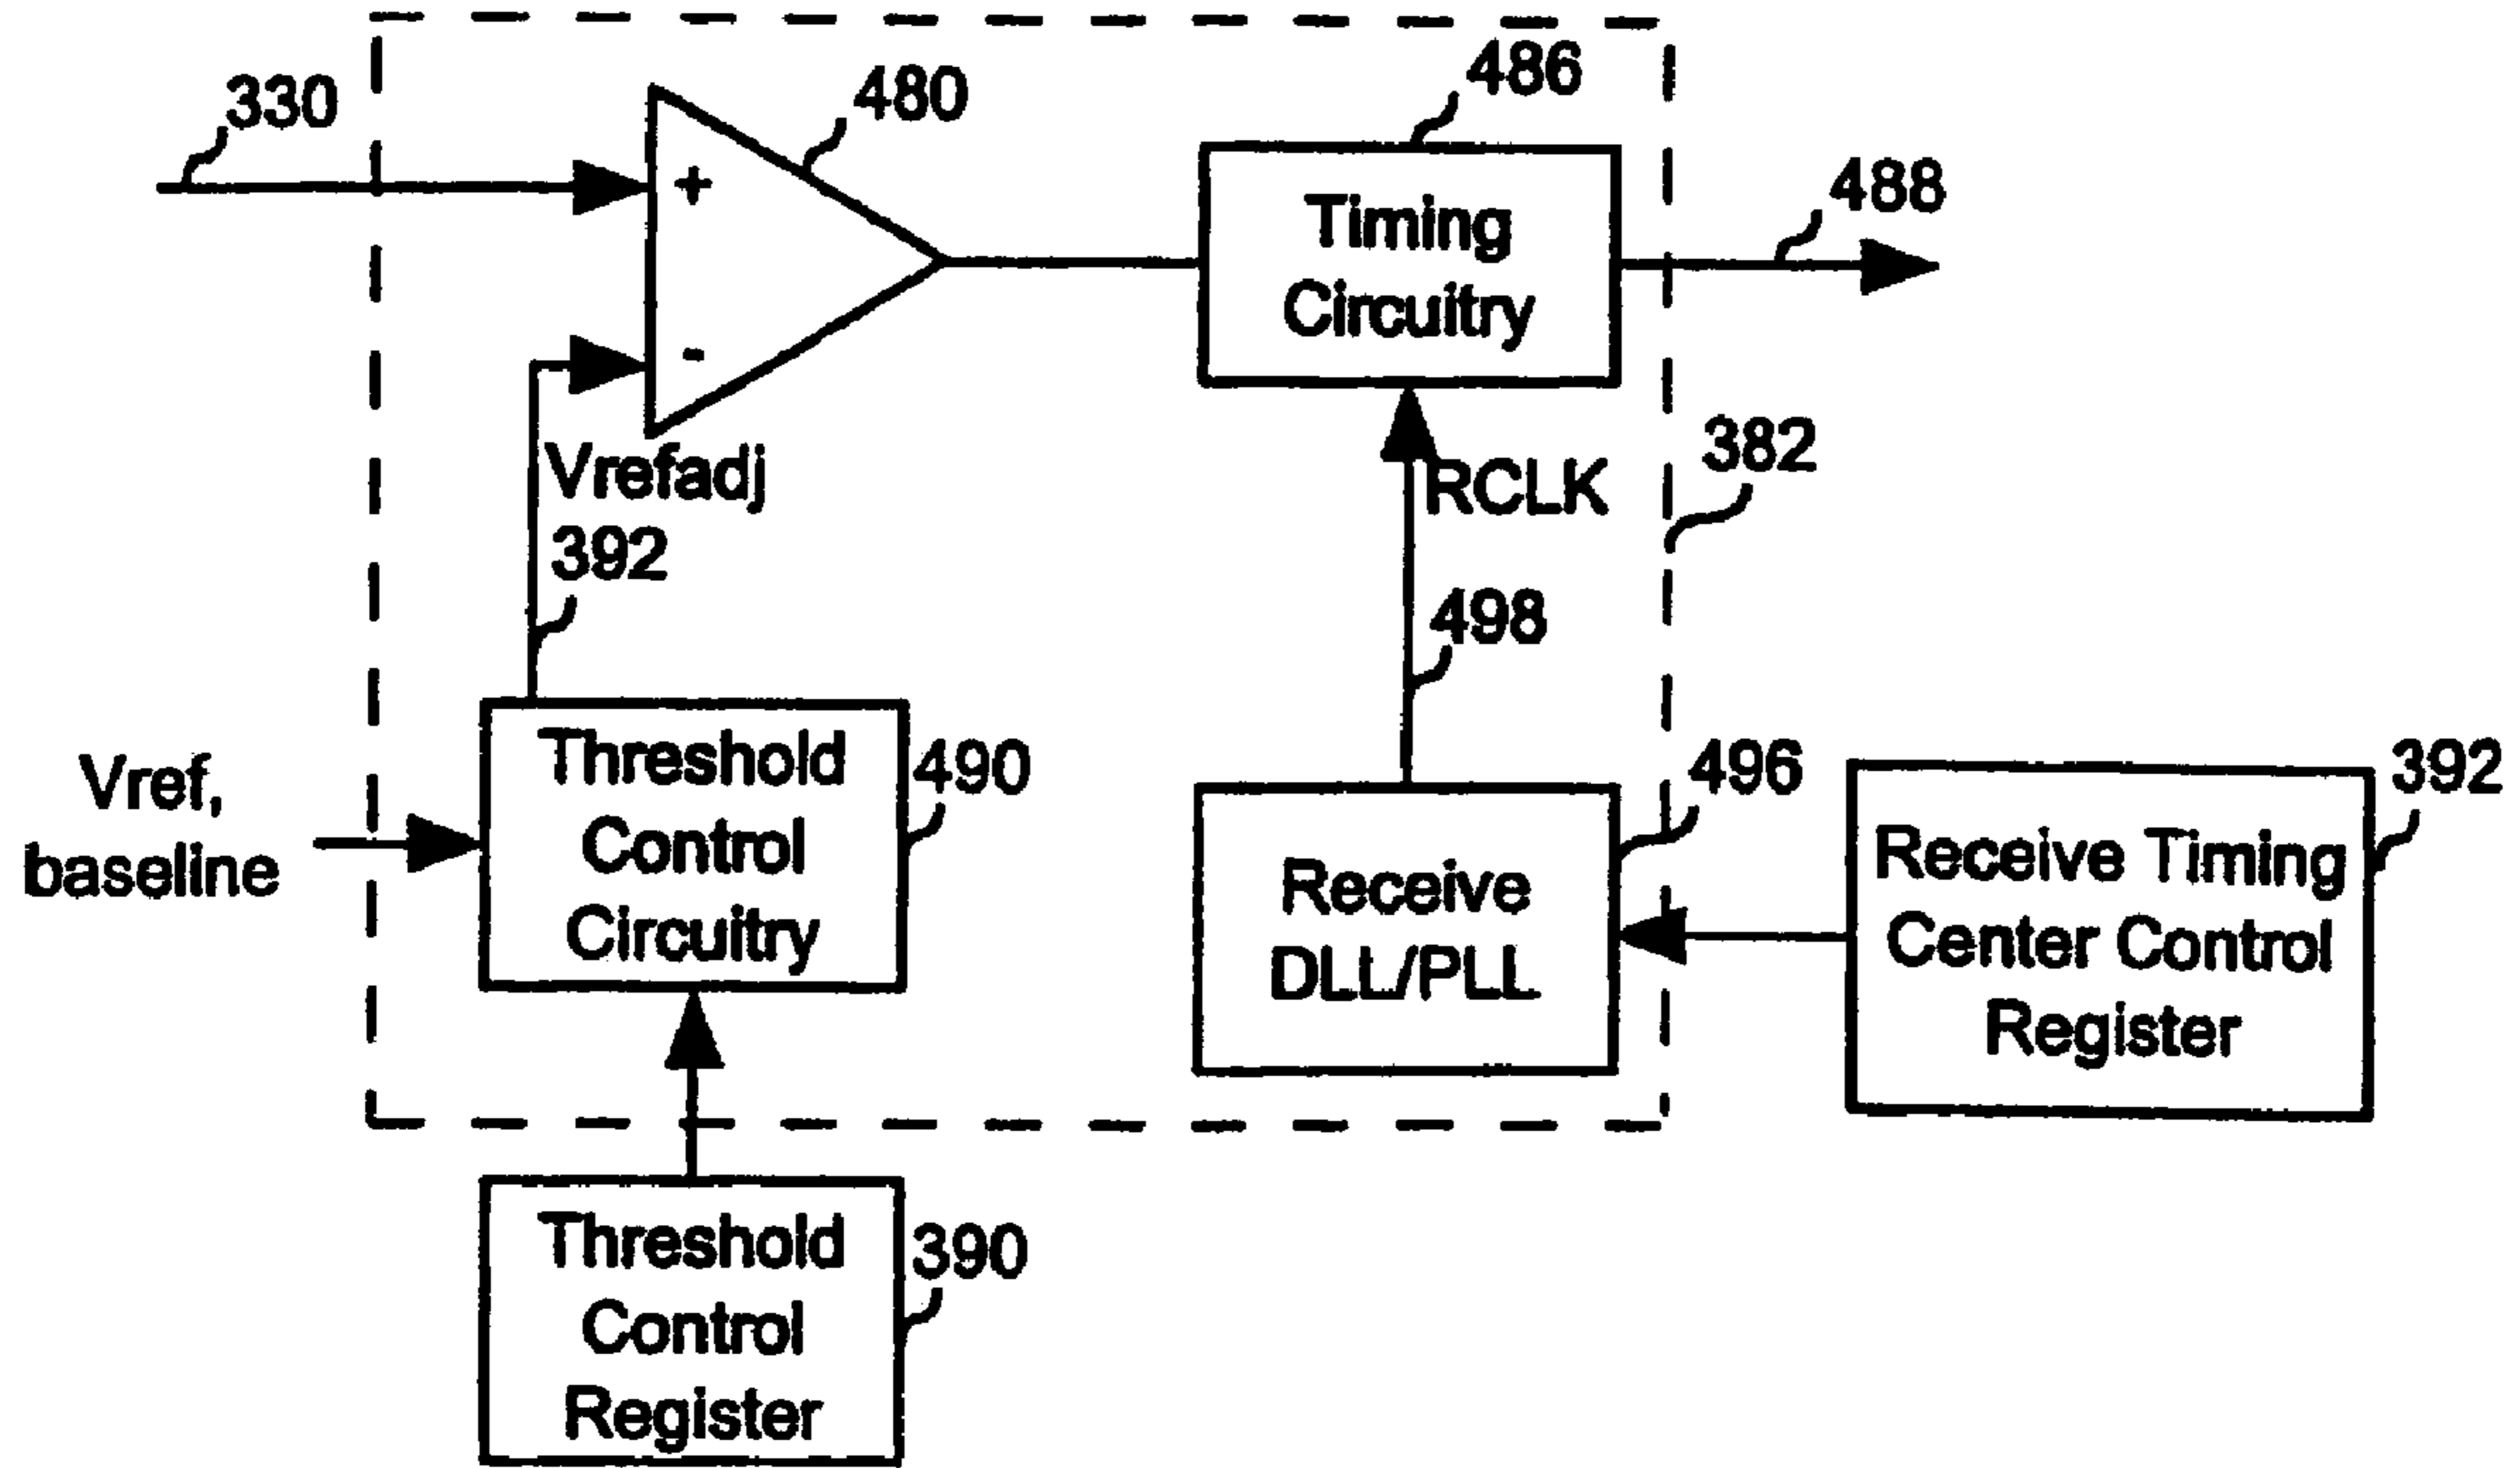 330
480
486
+
Timing
Circuitry
488
-
Vrefadj
392
RCLK
382
498
Threshold
Control
Circuitry
490
Vref,
baseline
496
Receive
DLL/PLL
392
Receive Timing
Center Control
Register
Threshold
Control
Register
390